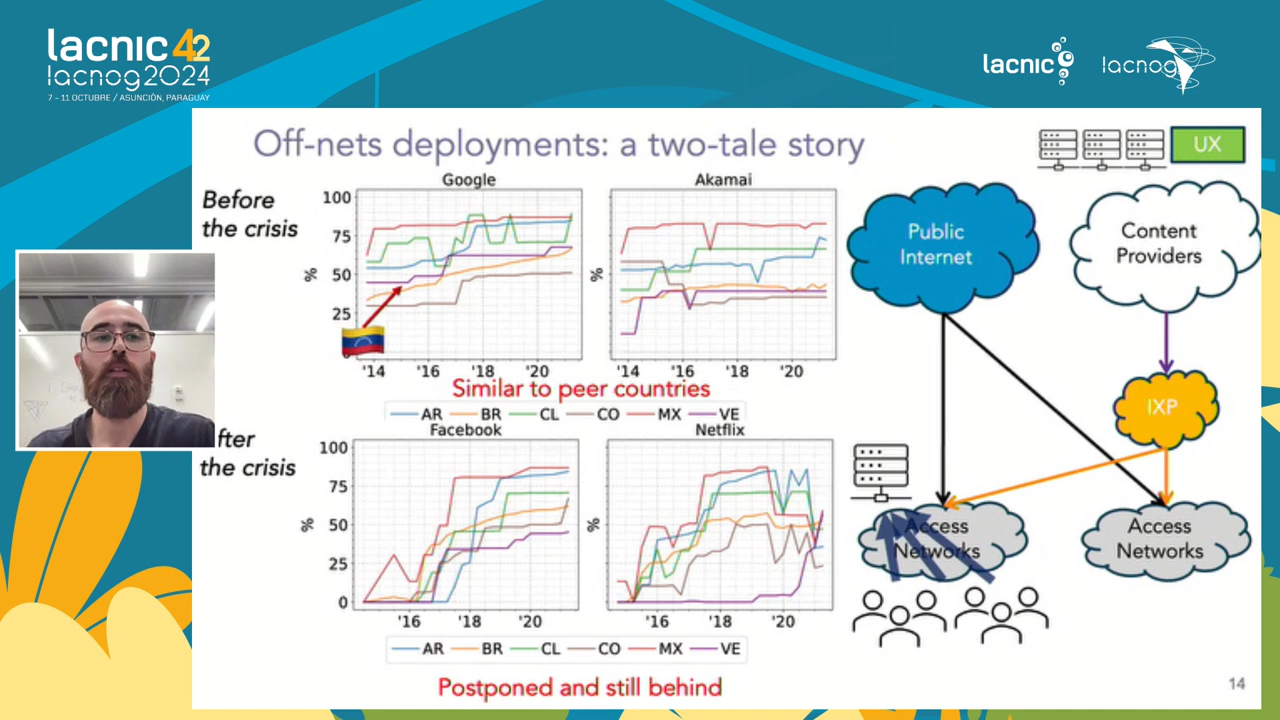 lacnic 42
lacnog 2024
7 - 11 OCTUBRE / ASUNCIÓN, PARAGUAY
lacnic
lacnog
Off-nets deployments: a two-tale story
UX
Before
the crisis
Google
Akamai
100
75
50
25
%
%
'14
'16
'18
'20
'14
'16
'18
'20
Similar to peer countries
AR BR CL CO MX VE
fter
the crisis
Facebook
Netflix
100
75
50
25
0
%
%
'16
'18
'20
'16
'18
'20
AR BR CL CO MX VE
Postponed and still behind
Public
Internet
Content
Providers
IXP
Access
Networks
Access
Networks
14